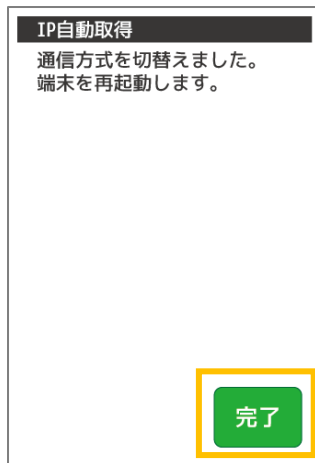 IP自動取得
通信方式を切替えました。
端末を再起動します。
完了